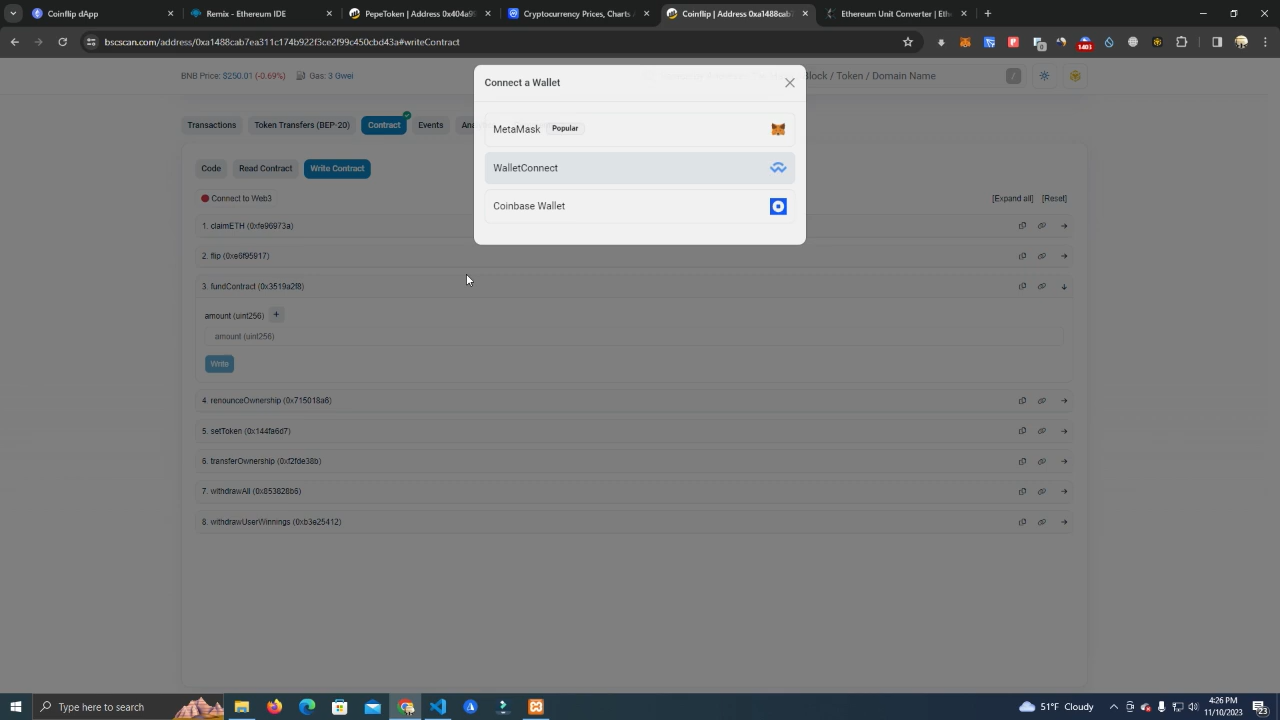 Coinflip dApp
Remix - Ethereum IDE
PepeToken | Address 0x404a9
Cryptocurrency Prices, Charts
Coinflip | Address 0xa1488cab
Ethereum Unit Converter | Eth
bscscan.com/address/0xa1488cab7ea311c174b922f3ce2f99c450cbd43a#writeContract
1403
BNB Price: $250.01 (-0.69%)
Gas: 3 Gwei
Block / Token / Domain Name
/
Connect a Wallet
MetaMask
Popular
WalletConnect
Coinbase Wallet
Transactions
Token Transfers (BEP-20)
Contract
Events
Code
Read Contract
Write Contract
Connect to Web3
[Expand all]
[Reset]
1. claimETH (0xfe96973a)
2. flip (0xe6f95917)
3. fundContract (0x3519a2f8)
amount (uint256)
+
amount (uint256)
Write
4. renounceOwnership (0x715018a6)
5. setToken (0x144fa6d7)
6. transferOwnership (0xf2fde38b)
7. withdrawAll (0x853828b6)
8. withdrawUserWinnings (0xb3e25412)
Type here to search
51°F Cloudy
4:26 PM
11/10/2023